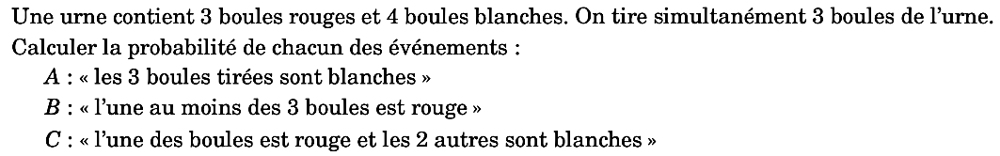 Une urne contient 3 boules rouges et 4 boules blanches. On tire simultanément 3 boules de l'urne.
Calculer la probabilité de chacun des événements :
A : « les 3 boules tirées sont blanches »
B : « l'une au moins des 3 boules est rouge »
C : « l'une des boules est rouge et les 2 autres sont blanches »